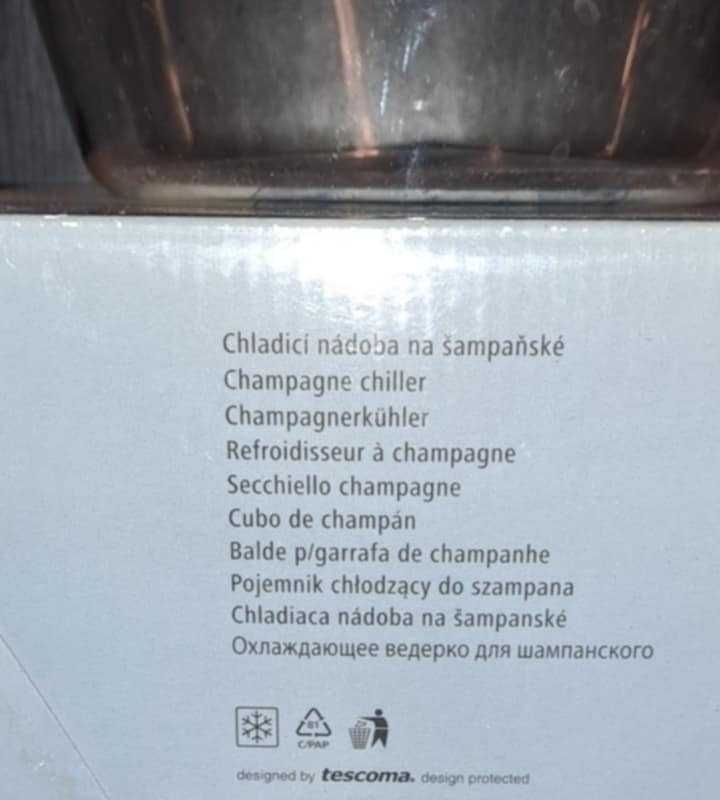 Chladicí nádoba na šampaňské
Champagne chiller
Champagnerkühler
Refroidisseur à champagne
Secchiello champagne
Cubo de champán
Balde p/garrafa de champanhe
Pojemnik chłodzący do szampana
Chladiaca nádoba na šampanské
Охлаждающее ведерко для шампанского
81
C/PAP
designed by tescoma. design protected